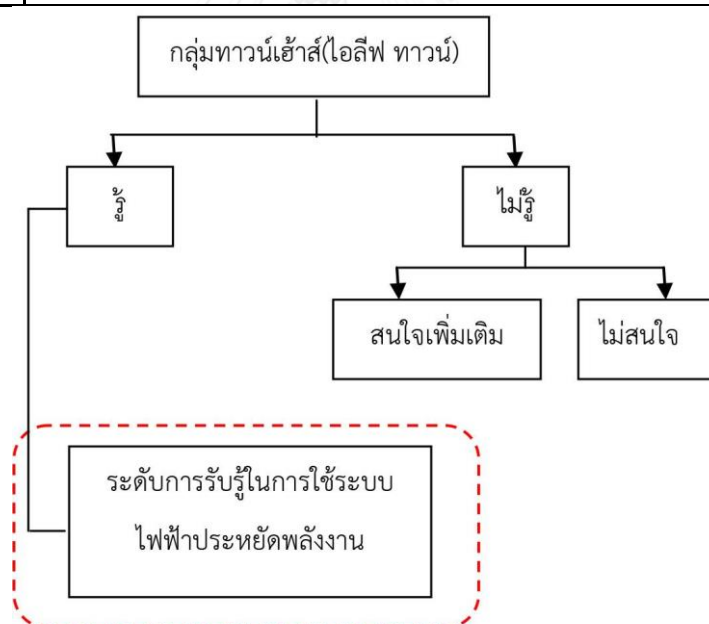 กลุ่มทาวน์เฮ้าส์(ไอลีฟ ทาวน์)
รู้
ไม่รู้
สนใจเพิ่มเติม
ไม่สนใจ
ระดับการรับรู้ในการใช้ระบบ
ไฟฟ้าประหยัดพลังงาน